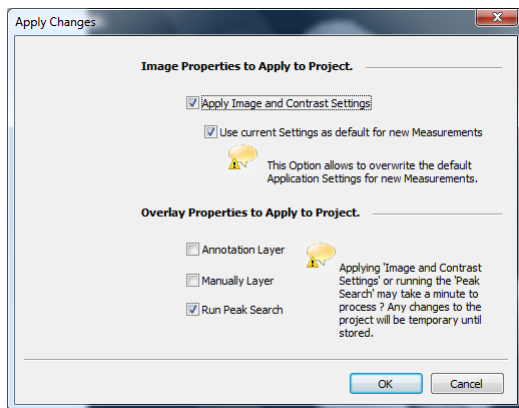 Apply Changes
Image Properties to Apply to Project.
Apply Image and Contrast Settings
Use current Settings as default for new Measurements
This Option allows to overwrite the default
Application Settings for new Measurements.
Overlay Properties to Apply to Project.
Annotation Layer
Manually Layer
Run Peak Search
Applying 'Image and Contrast
Settings' or running the 'Peak
Search' may take a minute to
process ? Any changes to the
project will be temporary until
stored.
OK
Cancel